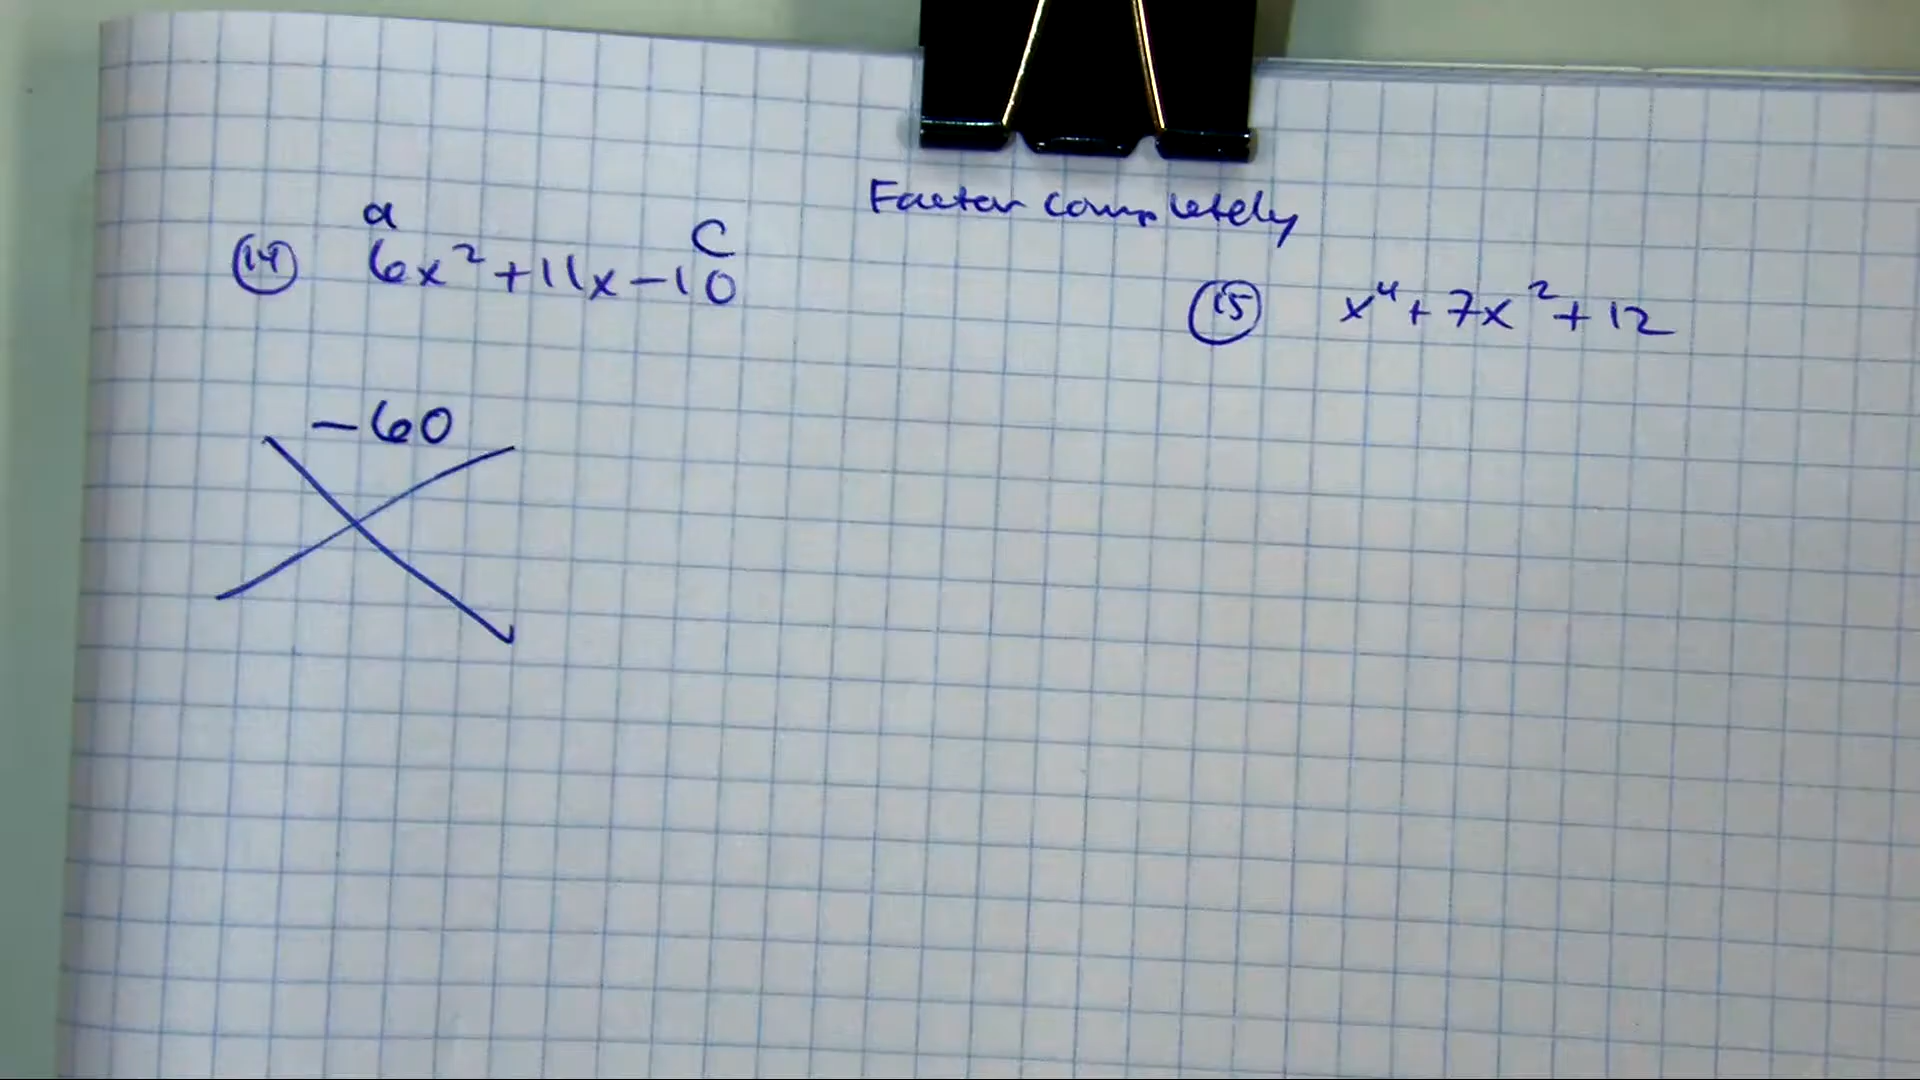 Factor completely
a
c
(14) 6x² + 11x - 10
(15) x⁴ + 7x² + 12
-60